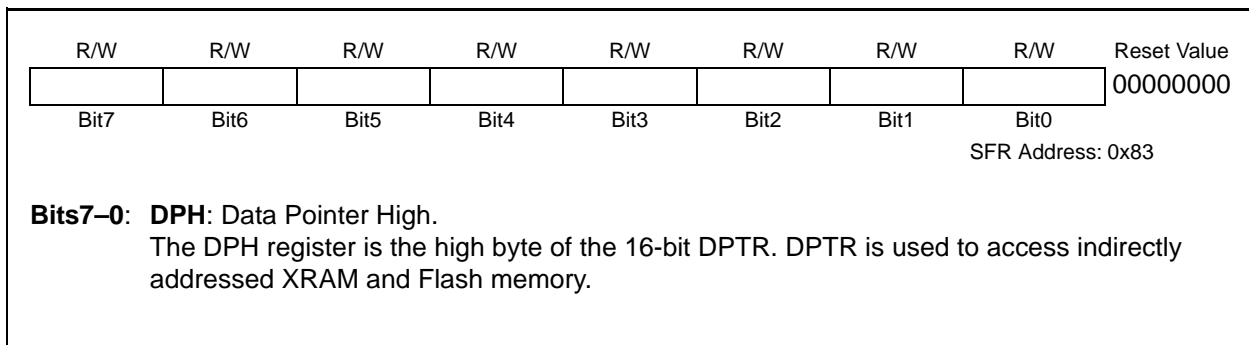 R/W R/W R/W R/W R/W R/W R/W R/W Reset Value
00000000
Bit7 Bit6 Bit5 Bit4 Bit3 Bit2 Bit1 Bit0
SFR Address: 0x83
Bits7–0: DPH: Data Pointer High.
The DPH register is the high byte of the 16-bit DPTR. DPTR is used to access indirectly
addressed XRAM and Flash memory.